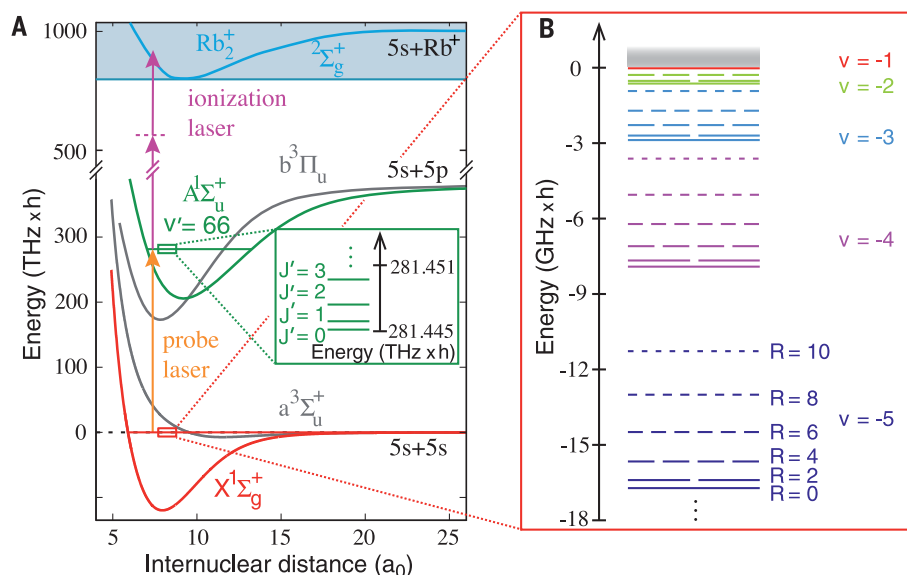 A
1000
500
300
200
100
0
5
10
15
20
25
Energy (THz x h)
Internuclear distance (a₀)
Rb₂⁺
²Σg⁺
5s+Rb⁺
ionization
laser
b³Πu
5s+5p
A¹Σu⁺
v' = 66
probe
laser
J' = 3
J' = 2
J' = 1
J' = 0
281.451
281.445
Energy (THz x h)
a³Σu⁺
5s+5s
X¹Σg⁺
B
0
-3
-6
-9
-12
-15
-18
Energy (GHz x h)
v = -1
v = -2
v = -3
v = -4
R = 10
R = 8
v = -5
R = 6
R = 4
R = 2
R = 0